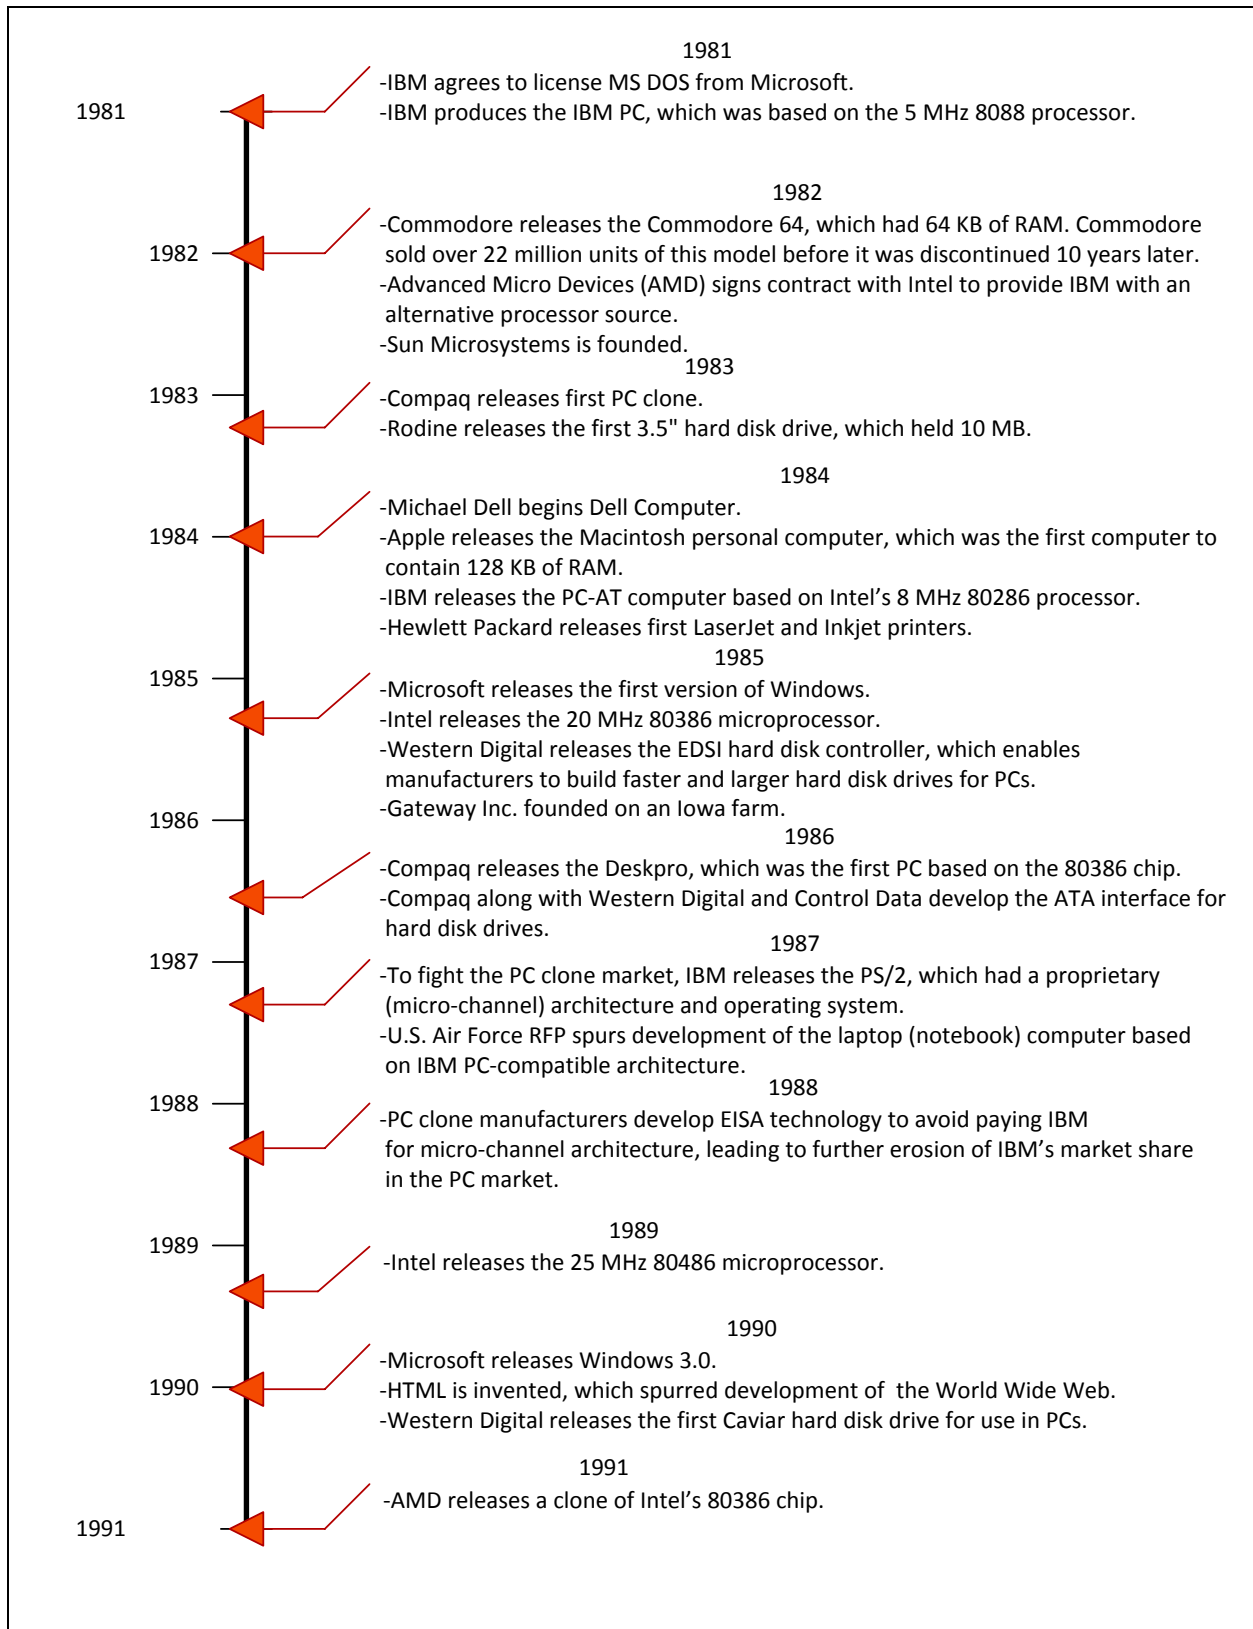 1981
-IBM agrees to license MS DOS from Microsoft.
1981
-IBM produces the IBM PC, which was based on the 5 MHz 8088 processor.
1982
-Commodore releases the Commodore 64, which had 64 KB of RAM. Commodore
1982
sold over 22 million units of this model before it was discontinued 10 years later.
-Advanced Micro Devices (AMD) signs contract with Intel to provide IBM with an
alternative processor source.
-Sun Microsystems is founded.
1983
1983
-Compaq releases first PC clone.
-Rodine releases the first 3.5" hard disk drive, which held 10 MB.
1984
-Michael Dell begins Dell Computer.
1984
-Apple releases the Macintosh personal computer, which was the first computer to
contain 128 KB of RAM.
-IBM releases the PC-AT computer based on Intel’s 8 MHz 80286 processor.
-Hewlett Packard releases first LaserJet and Inkjet printers.
1985
1985
-Microsoft releases the first version of Windows.
-Intel releases the 20 MHz 80386 microprocessor.
-Western Digital releases the EDSI hard disk controller, which enables
manufacturers to build faster and larger hard disk drives for PCs.
-Gateway Inc. founded on an Iowa farm.
1986
1986
-Compaq releases the Deskpro, which was the first PC based on the 80386 chip.
-Compaq along with Western Digital and Control Data develop the ATA interface for
hard disk drives.
1987
1987
-To fight the PC clone market, IBM releases the PS/2, which had a proprietary
(micro-channel) architecture and operating system.
-U.S. Air Force RFP spurs development of the laptop (notebook) computer based
on IBM PC-compatible architecture.
1988
1988
-PC clone manufacturers develop EISA technology to avoid paying IBM
for micro-channel architecture, leading to further erosion of IBM’s market share
in the PC market.
1989
1989
-Intel releases the 25 MHz 80486 microprocessor.
1990
-Microsoft releases Windows 3.0.
1990
-HTML is invented, which spurred development of  the World Wide Web.
-Western Digital releases the first Caviar hard disk drive for use in PCs.
1991
-AMD releases a clone of Intel’s 80386 chip.
1991